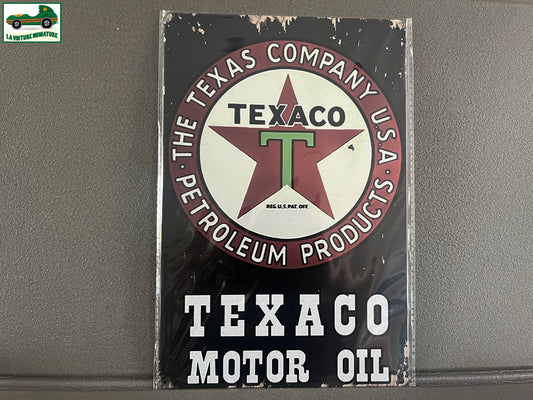 LA VOITURE MINIATURE
THE TEXAS COMPANY U.S.A
TEXACO
T
REG. U.S. PAT. OFF.
PETROLEUM PRODUCTS
TEXACO
MOTOR OIL